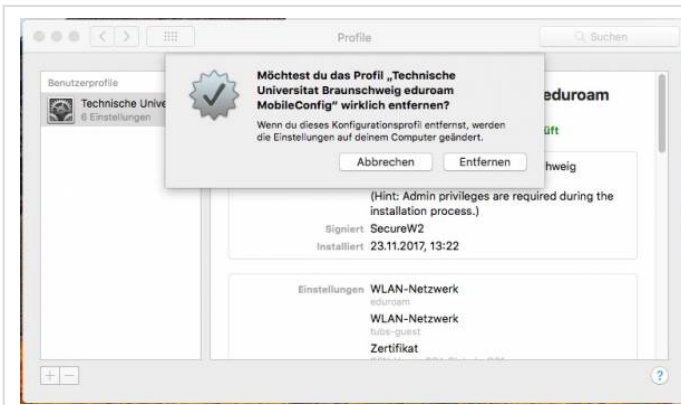 Profile
Suchen
Benutzerprofile
Technische Unive
6 Einstellungen
Möchtest du das Profil „Technische
Universitat Braunschweig eduroam
MobileConfig“ wirklich entfernen?
Wenn du dieses Konfigurationsprofil entfernst, werden
die Einstellungen auf deinem Computer geändert.
Abbrechen Entfernen
eduroam
üft
hweig
(Hint: Admin privileges are required during the
installation process.)
Signiert SecureW2
Installiert 23.11.2017, 13:22
Einstellungen WLAN-Netzwerk
eduroam
WLAN-Netzwerk
tubs-guest
Zertifikat